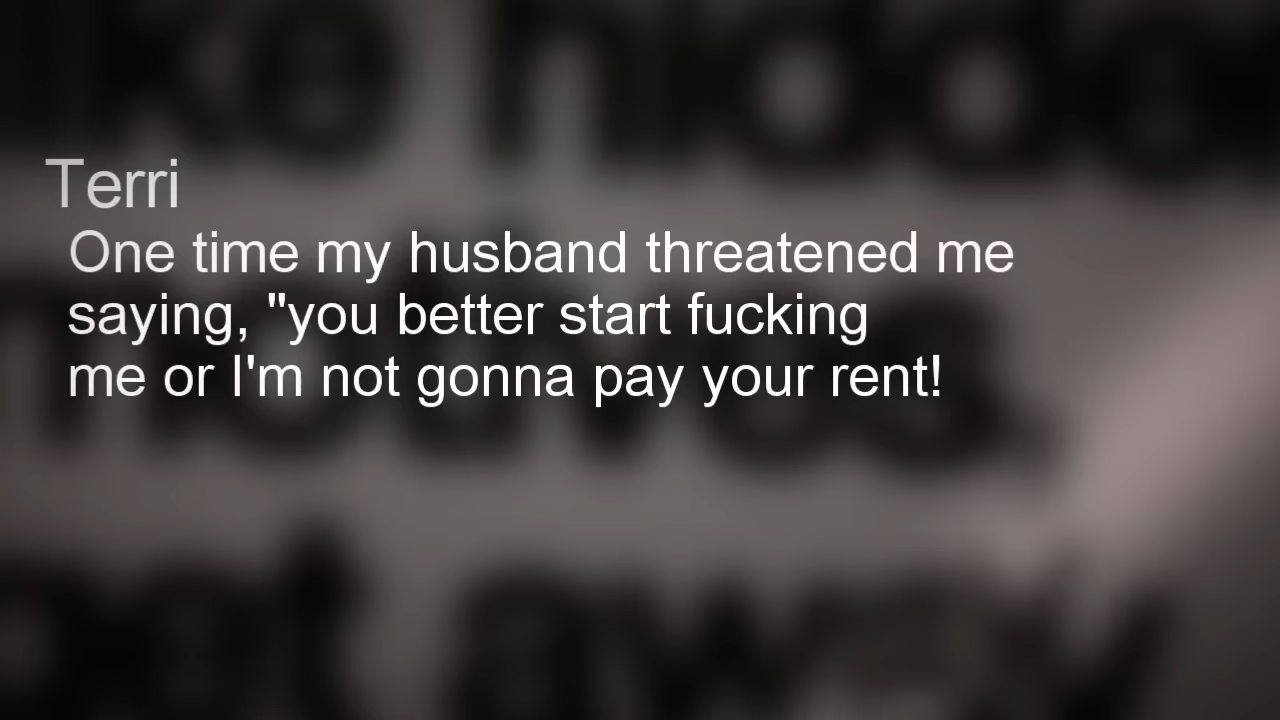 Terri
One time my husband threatened me
saying, "you better start fucking
me or I'm not gonna pay your rent!